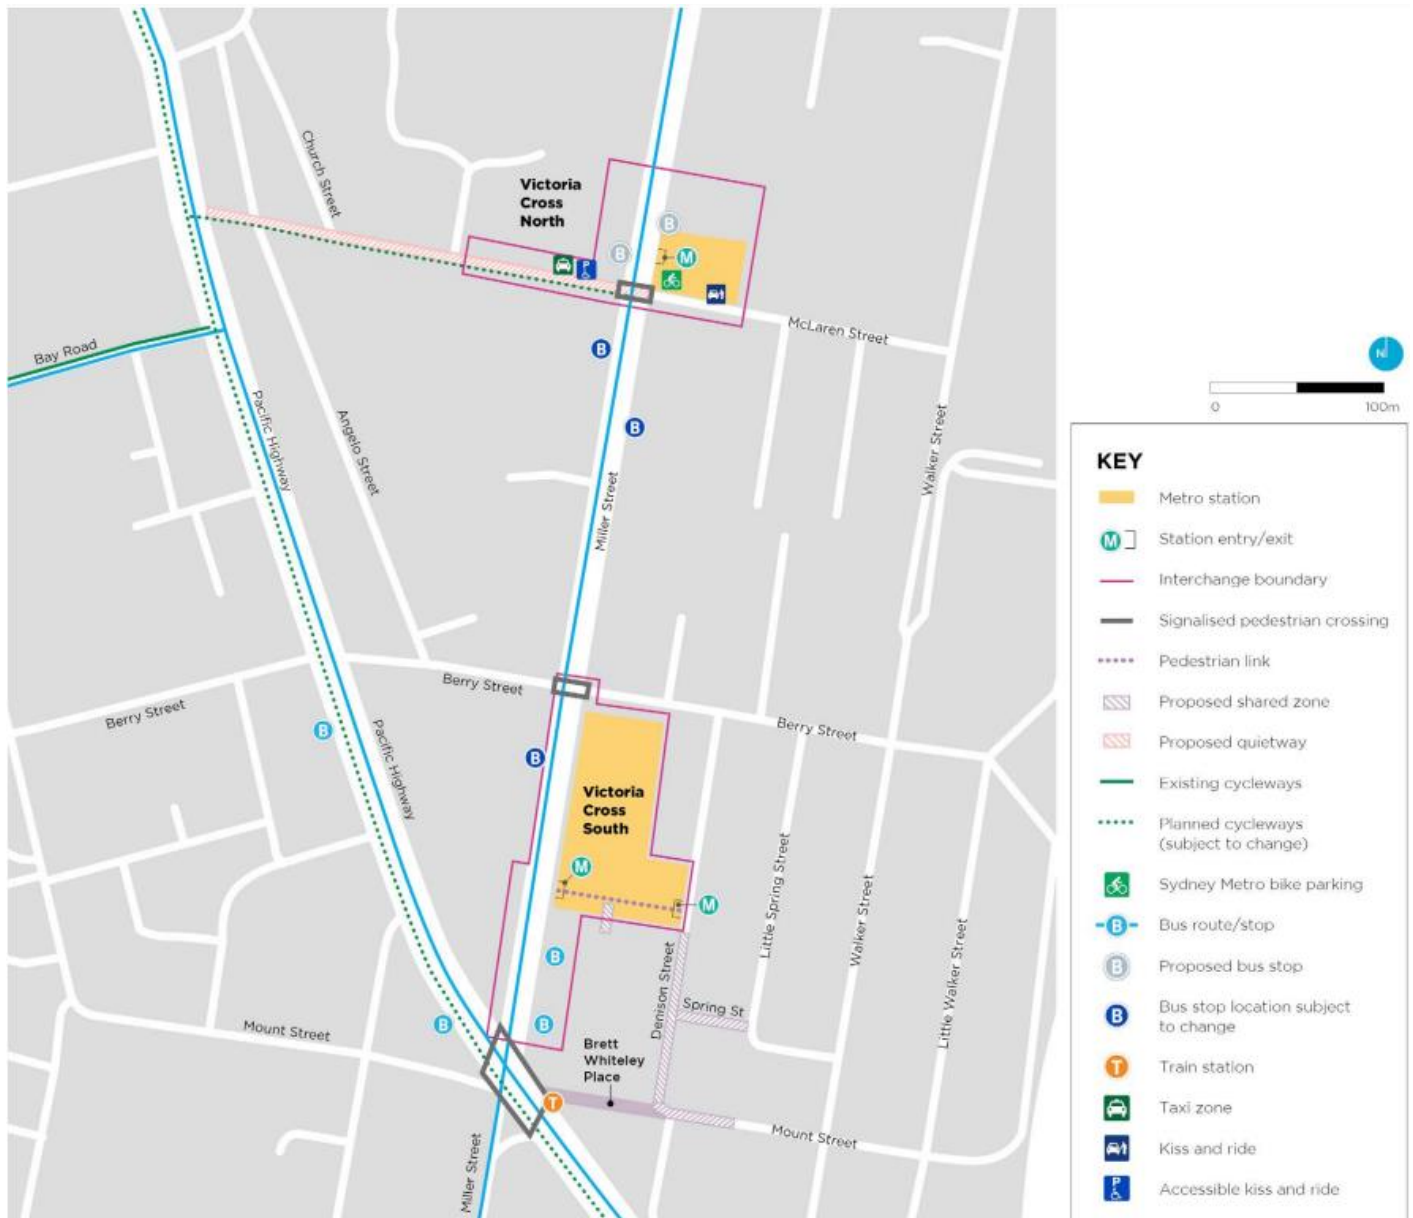 Church Street
Victoria
Cross
North
B
B
M
P
McLaren Street
Bay Road
B
Pacific Highway
Angelo Street
B
Miller Street
Walker Street
Berry Street
Berry Street
Berry Street
B
Pacific Highway
B
Victoria
Cross
South
M
M
Little Spring Street
Walker Street
Little Walker Street
B
Denison Street
Spring St
B
B
Mount Street
Brett
Whiteley
Place
T
Mount Street
Miller Street
N
0
100m
KEY
Metro station
M Station entry/exit
Interchange boundary
Signalised pedestrian crossing
Pedestrian link
Proposed shared zone
Proposed quietway
Existing cycleways
Planned cycleways
(subject to change)
Sydney Metro bike parking
B Bus route/stop
B Proposed bus stop
B Bus stop location subject
to change
T Train station
Taxi zone
Kiss and ride
P Accessible kiss and ride